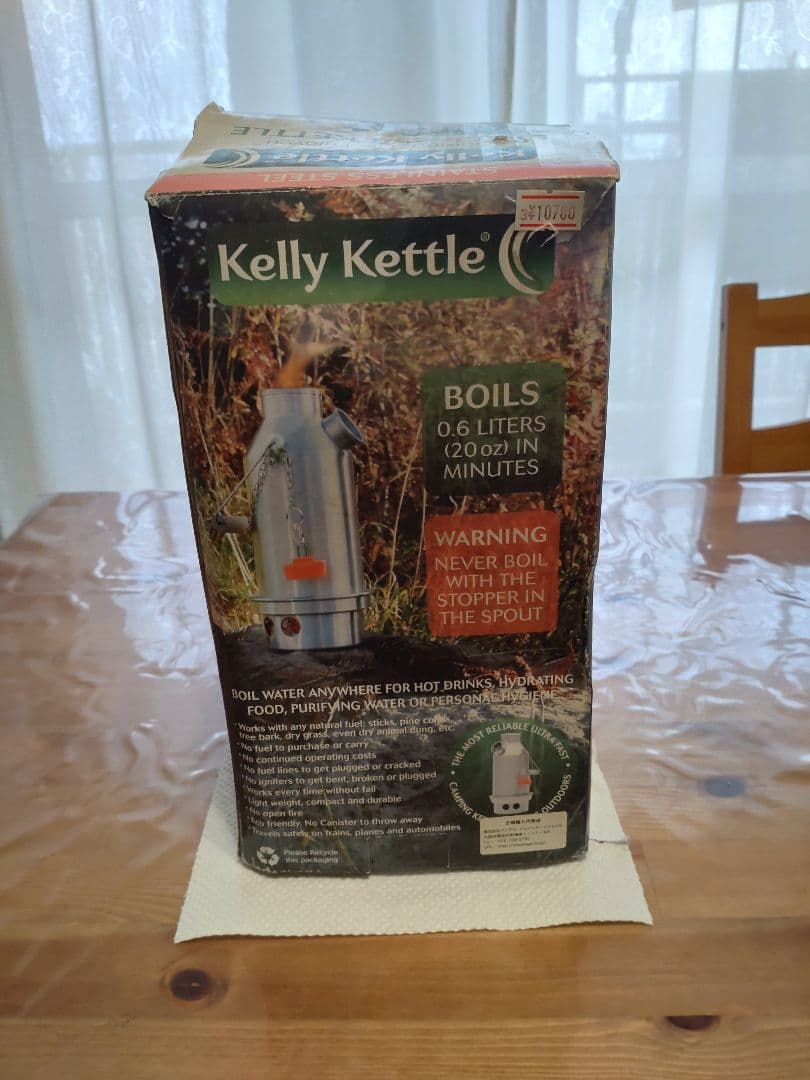 KETTLE
Kelly Kettle
STAINLESS STEEL
¥10780
Kelly Kettle®
BOILS
0.6 LITERS
(20 oz) IN
MINUTES
WARNING
NEVER BOIL
WITH THE
STOPPER IN
THE SPOUT
BOIL WATER ANYWHERE FOR HOT DRINKS, HYDRATING
FOOD, PURIFYING WATER OR PERSONAL HYGIENE
• Works with any natural fuel: sticks, pine cones,
tree bark, dry grass, even dry animal dung, etc.
• No fuel to purchase or carry
• No continued operating costs
• No fuel lines to get plugged or cracked
• No igniters to get bent, broken or plugged
• Works every time without fail
• Light weight, compact and durable
• No open fire
• Eco friendly. No Canister to throw away
• Travels safely on trains, planes and automobiles
• THE MOST RELIABLE ULTRA FAST •
CAMPING OUTDOORS
Please Recycle
this packaging